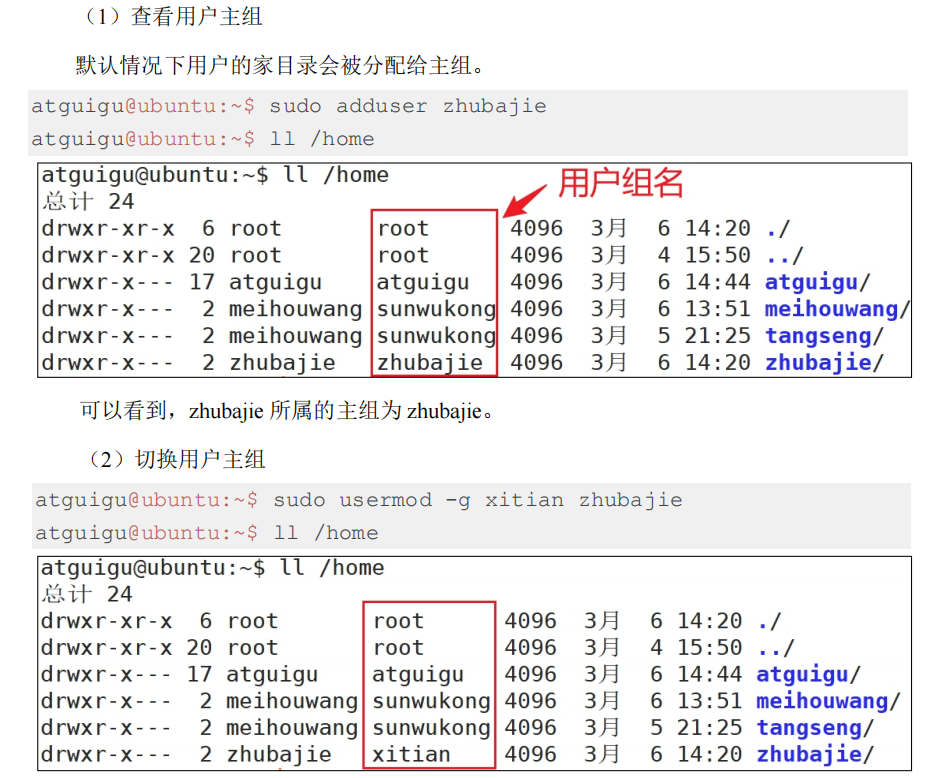 （1）查看用户主组
默认情况下用户的家目录会被分配给主组。
atguigu@ubuntu:~$ sudo adduser zhubajie
atguigu@ubuntu:~$ ll /home
atguigu@ubuntu:~$ ll /home
用户组名
总计 24
drwxr-xr-x  6 root      root      4096  3月   6 14:20 ./
drwxr-xr-x 20 root      root      4096  3月   4 15:50 ../
drwxr-x--- 17 atguigu   atguigu   4096  3月   6 14:44 atguigu/
drwxr-x---  2 meihouwang sunwukong 4096  3月   6 13:51 meihouwang/
drwxr-x---  2 meihouwang sunwukong 4096  3月   5 21:25 tangseng/
drwxr-x---  2 zhubajie  zhubajie  4096  3月   6 14:20 zhubajie/
可以看到，zhubajie 所属的主组为 zhubajie。
（2）切换用户主组
atguigu@ubuntu:~$ sudo usermod -g xitian zhubajie
atguigu@ubuntu:~$ ll /home
atguigu@ubuntu:~$ ll /home
总计 24
drwxr-xr-x  6 root      root      4096  3月   6 14:20 ./
drwxr-xr-x 20 root      root      4096  3月   4 15:50 ../
drwxr-x--- 17 atguigu   atguigu   4096  3月   6 14:44 atguigu/
drwxr-x---  2 meihouwang sunwukong 4096  3月   6 13:51 meihouwang/
drwxr-x---  2 meihouwang sunwukong 4096  3月   5 21:25 tangseng/
drwxr-x---  2 zhubajie  xitian    4096  3月   6 14:20 zhubajie/